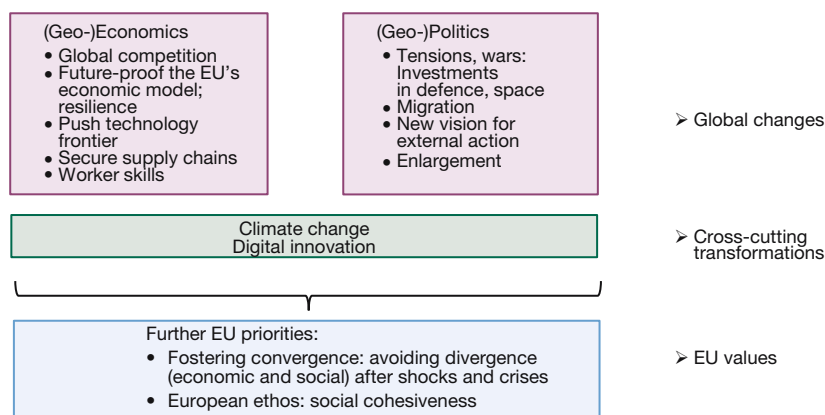 (Geo-)Economics
• Global competition
• Future-proof the EU's
economic model;
resilience
• Push technology
frontier
• Secure supply chains
• Worker skills
(Geo-)Politics
• Tensions, wars:
Investments
in defence, space
• Migration
• New vision for
external action
• Enlargement
➢ Global changes
Climate change
Digital innovation
➢ Cross-cutting
transformations
Further EU priorities:
• Fostering convergence: avoiding divergence
(economic and social) after shocks and crises
• European ethos: social cohesiveness
➢ EU values